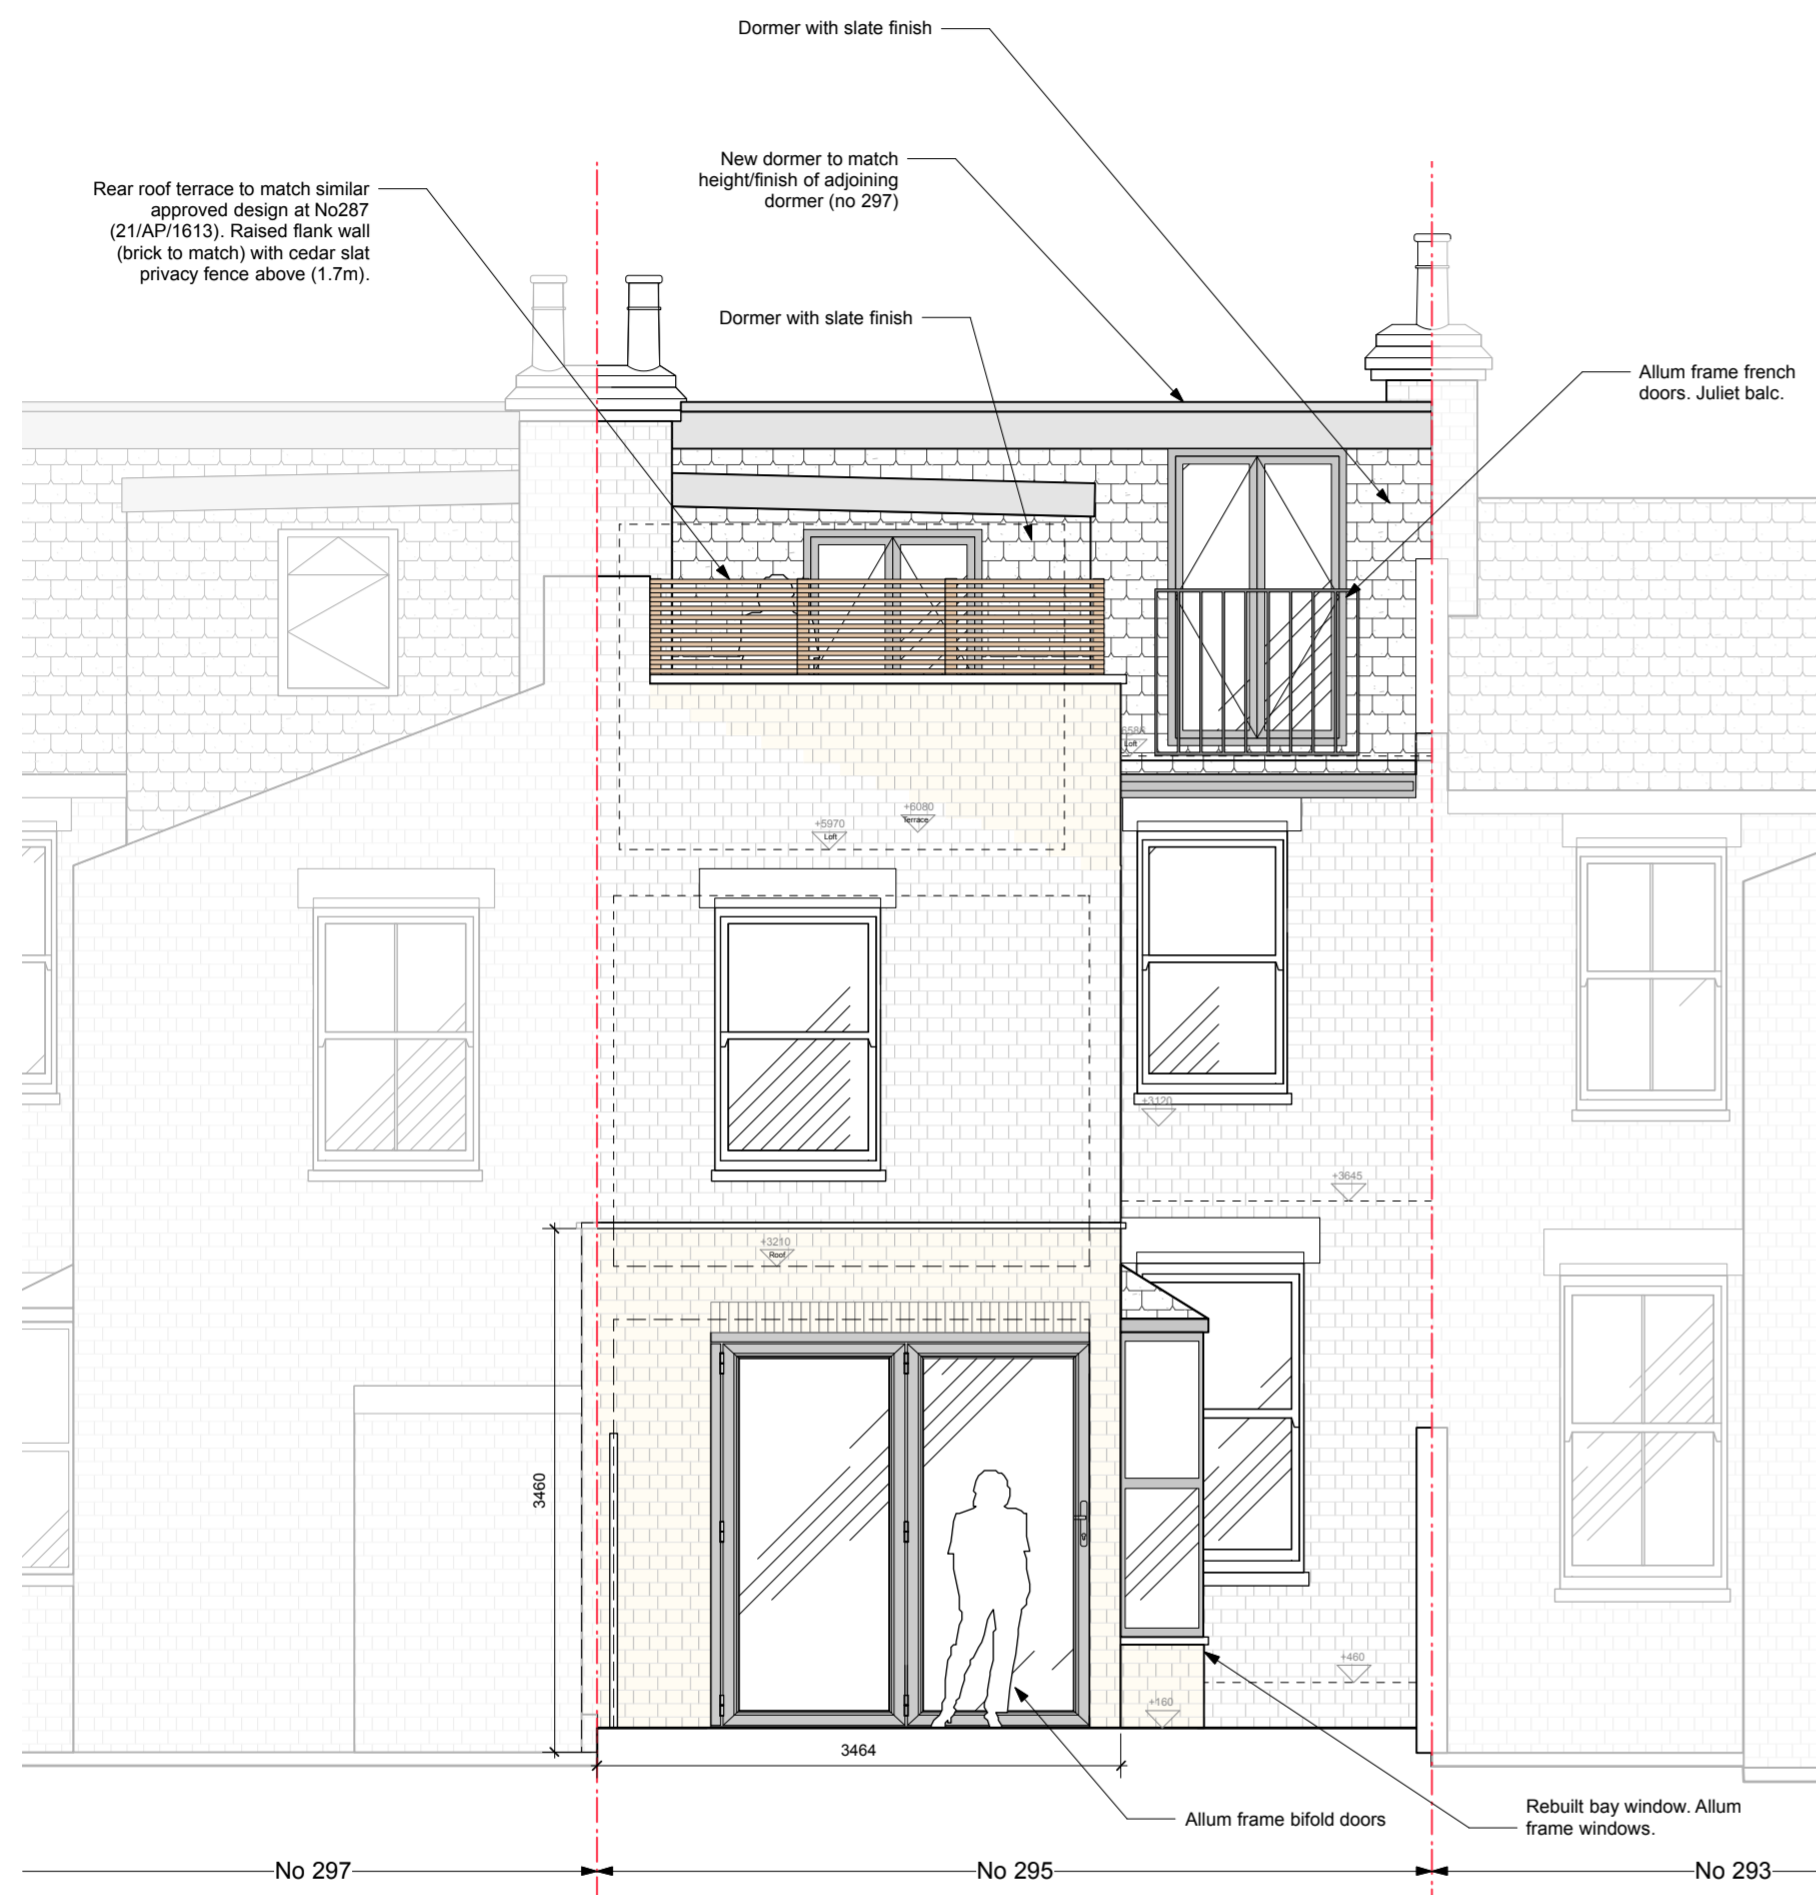 Dormer with slate finish
New dormer to match
height/finish of adjoining
dormer (no 297)
Rear roof terrace to match similar
approved design at No287
(21/AP/1613). Raised flank wall
(brick to match) with cedar slat
privacy fence above (1.7m).
Dormer with slate finish
Allum frame french
doors. Juliet balc.
+6586
Loft
+6080
Terrace
+5970
Loft
+3120
+3645
+3210
Roof
3460
+460
+160
3464
Allum frame bifold doors
Rebuilt bay window. Allum
frame windows.
No 297
No 295
No 293